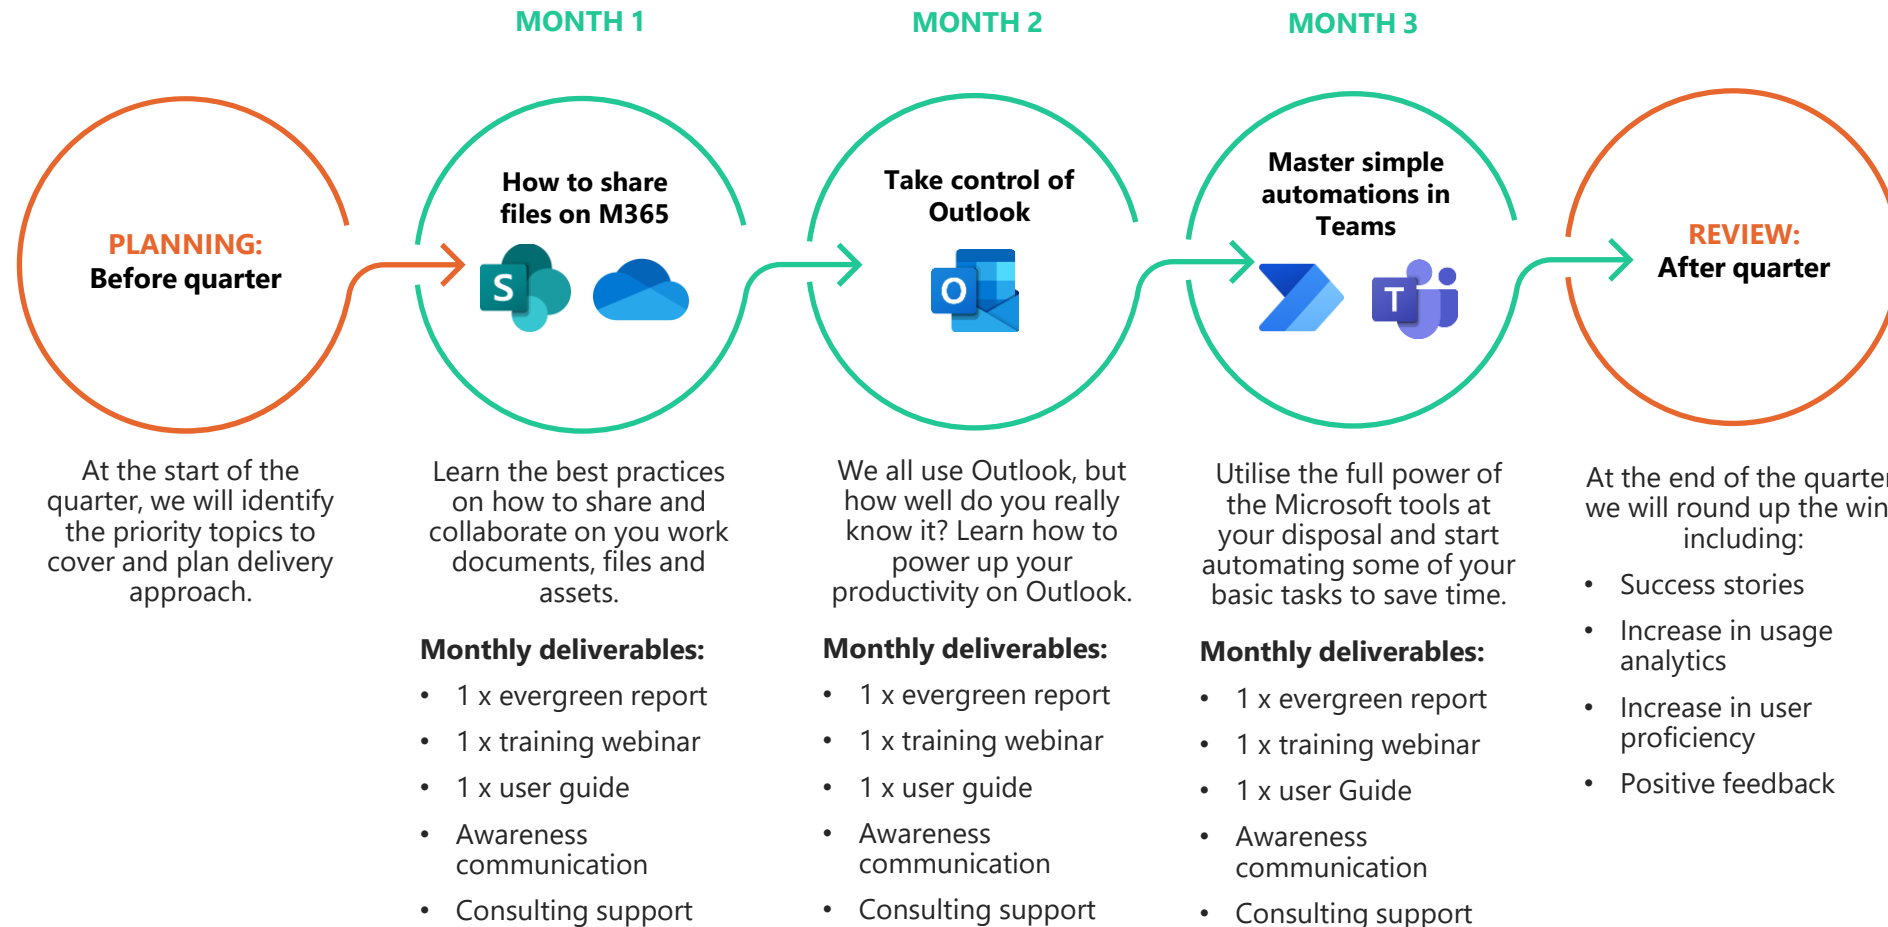 MONTH 1
MONTH 2
MONTH 3
PLANNING:
Before quarter
How to share
files on M365
S
Take control of
Outlook
O
Master simple
automations in
Teams
T
REVIEW:
After quarter
At the start of the
quarter, we will identify
the priority topics to
cover and plan delivery
approach.
Learn the best practices
on how to share and
collaborate on you work
documents, files and
assets.
Monthly deliverables:
• 1 x evergreen report
• 1 x training webinar
• 1 x user guide
• Awareness
communication
• Consulting support
We all use Outlook, but
how well do you really
know it? Learn how to
power up your
productivity on Outlook.
Monthly deliverables:
• 1 x evergreen report
• 1 x training webinar
• 1 x user guide
• Awareness
communication
• Consulting support
Utilise the full power of
the Microsoft tools at
your disposal and start
automating some of your
basic tasks to save time.
Monthly deliverables:
• 1 x evergreen report
• 1 x training webinar
• 1 x user Guide
• Awareness
communication
• Consulting support
At the end of the quarter
we will round up the win
including:
• Success stories
• Increase in usage
analytics
• Increase in user
proficiency
• Positive feedback